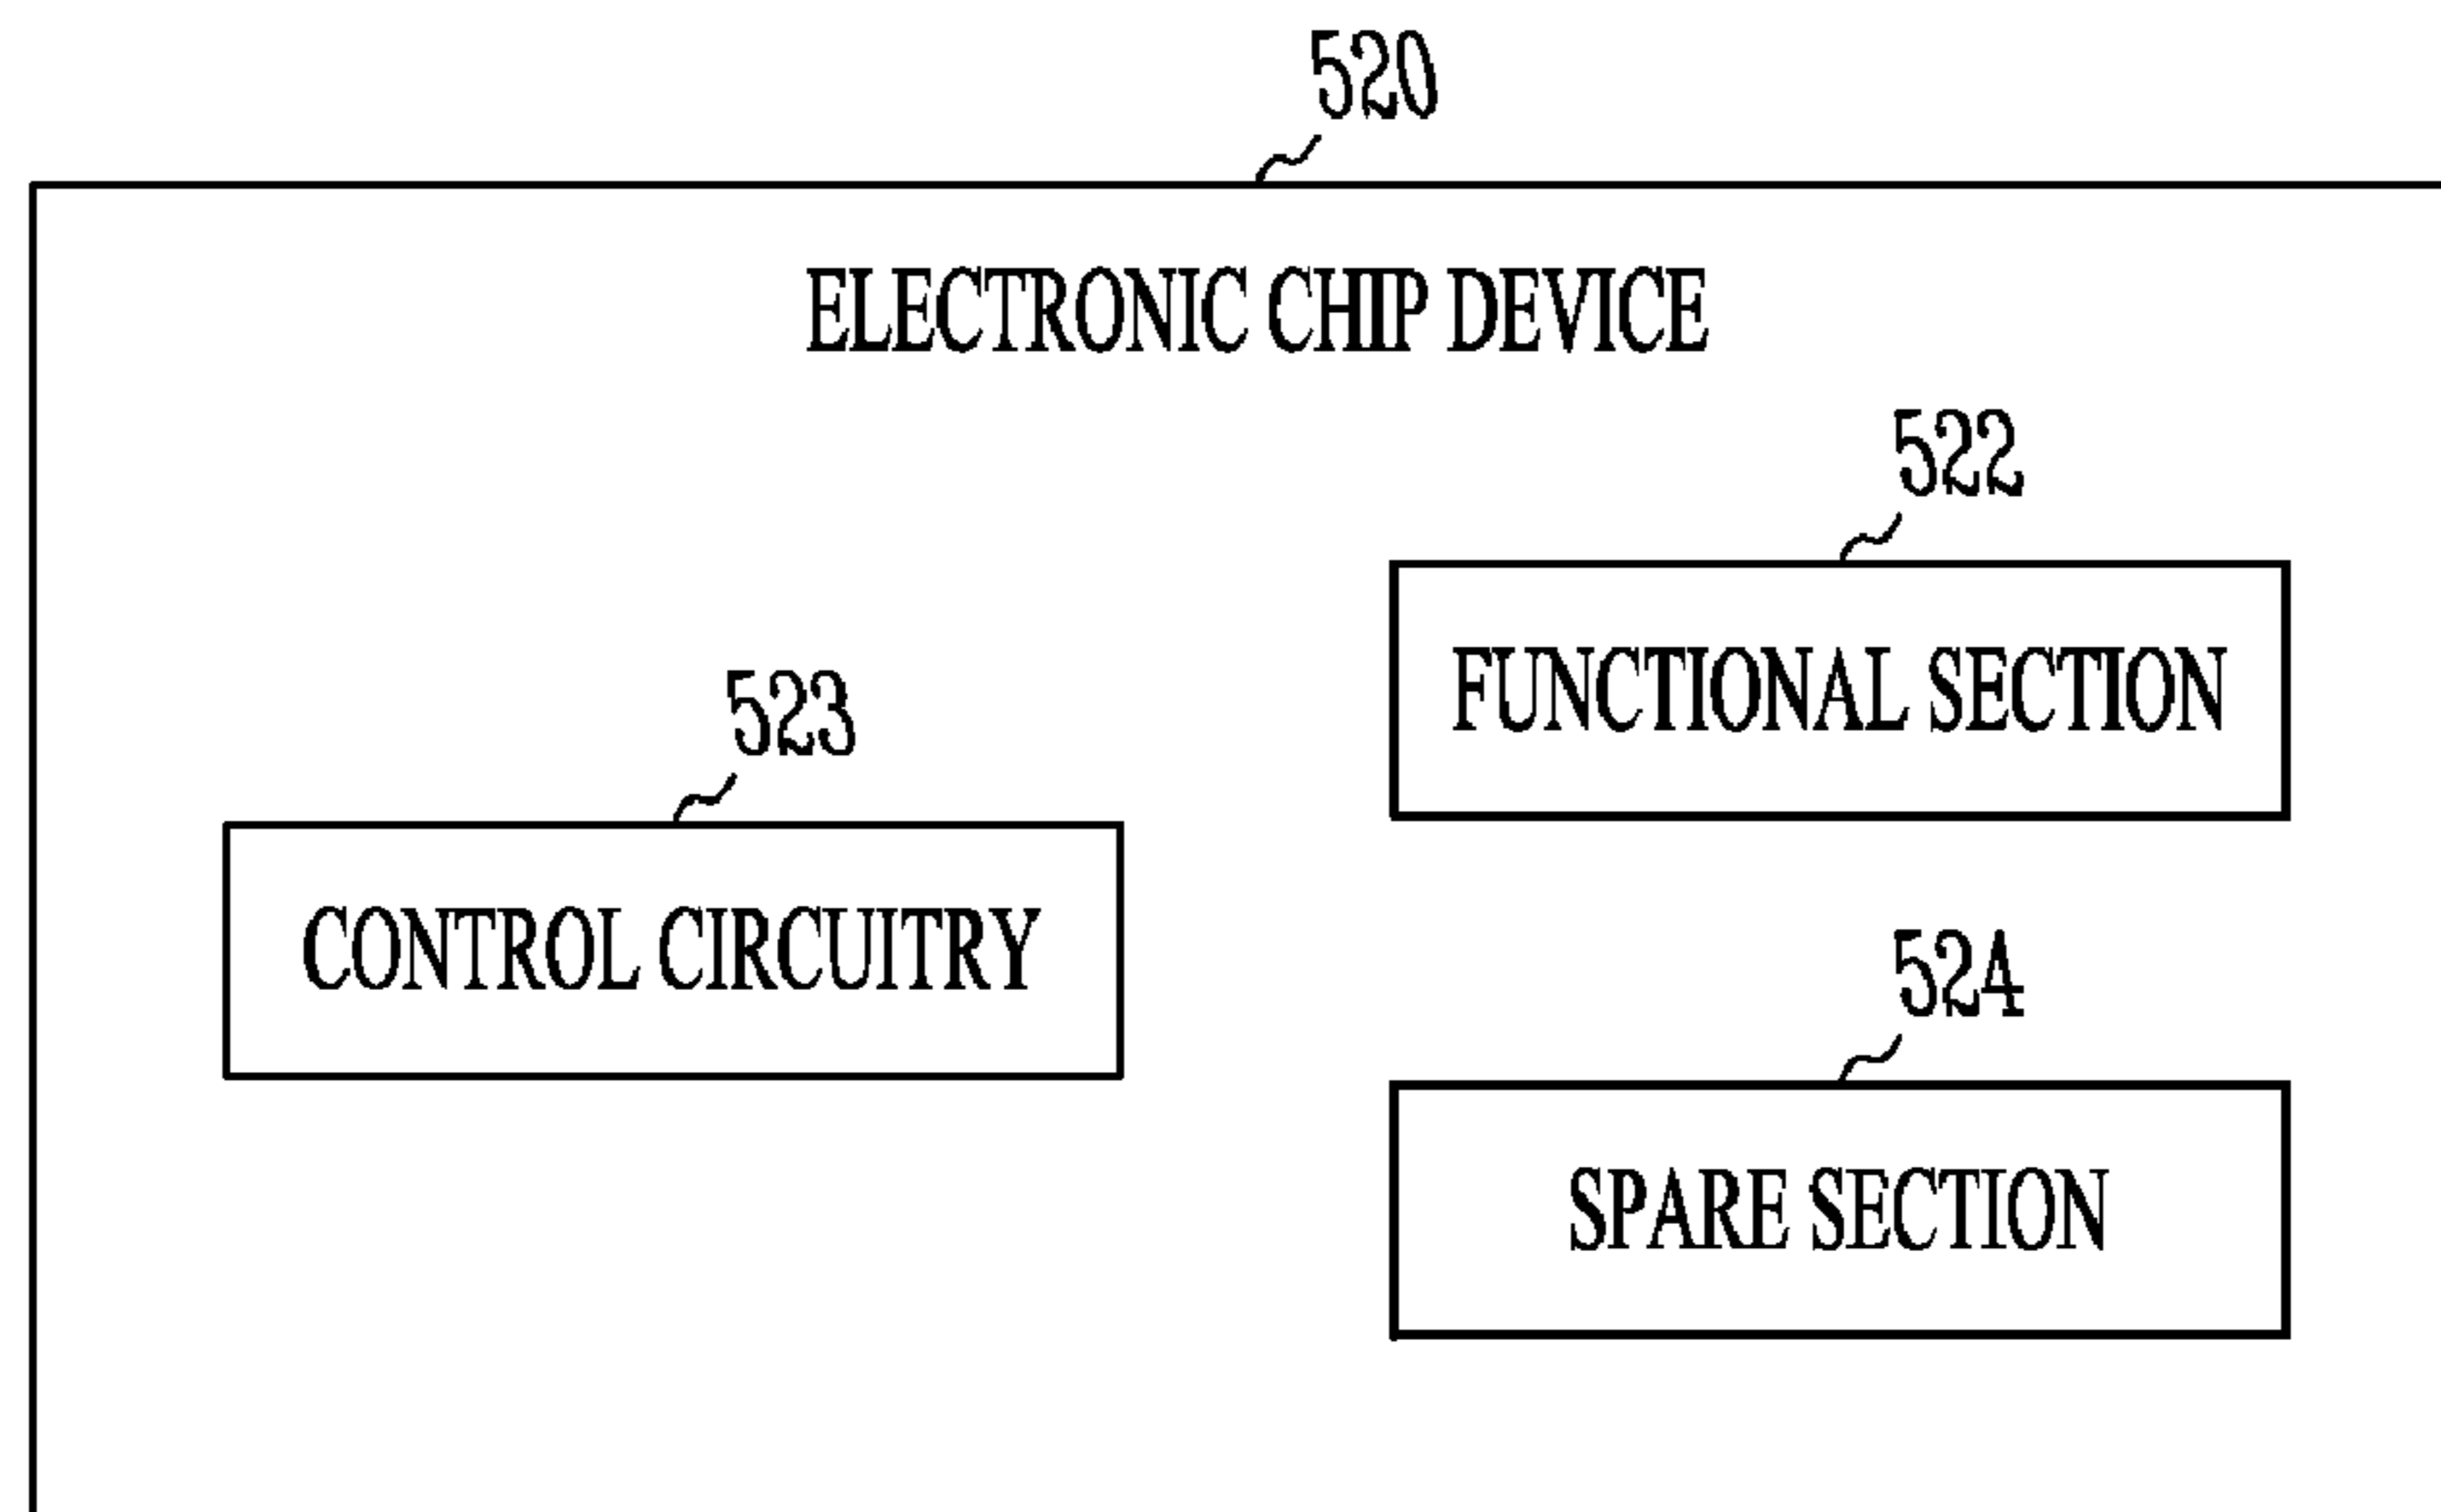 520
ELECTRONIC CHIP DEVICE
522
FUNCTIONAL SECTION
523
CONTROL CIRCUITRY
524
SPARE SECTION